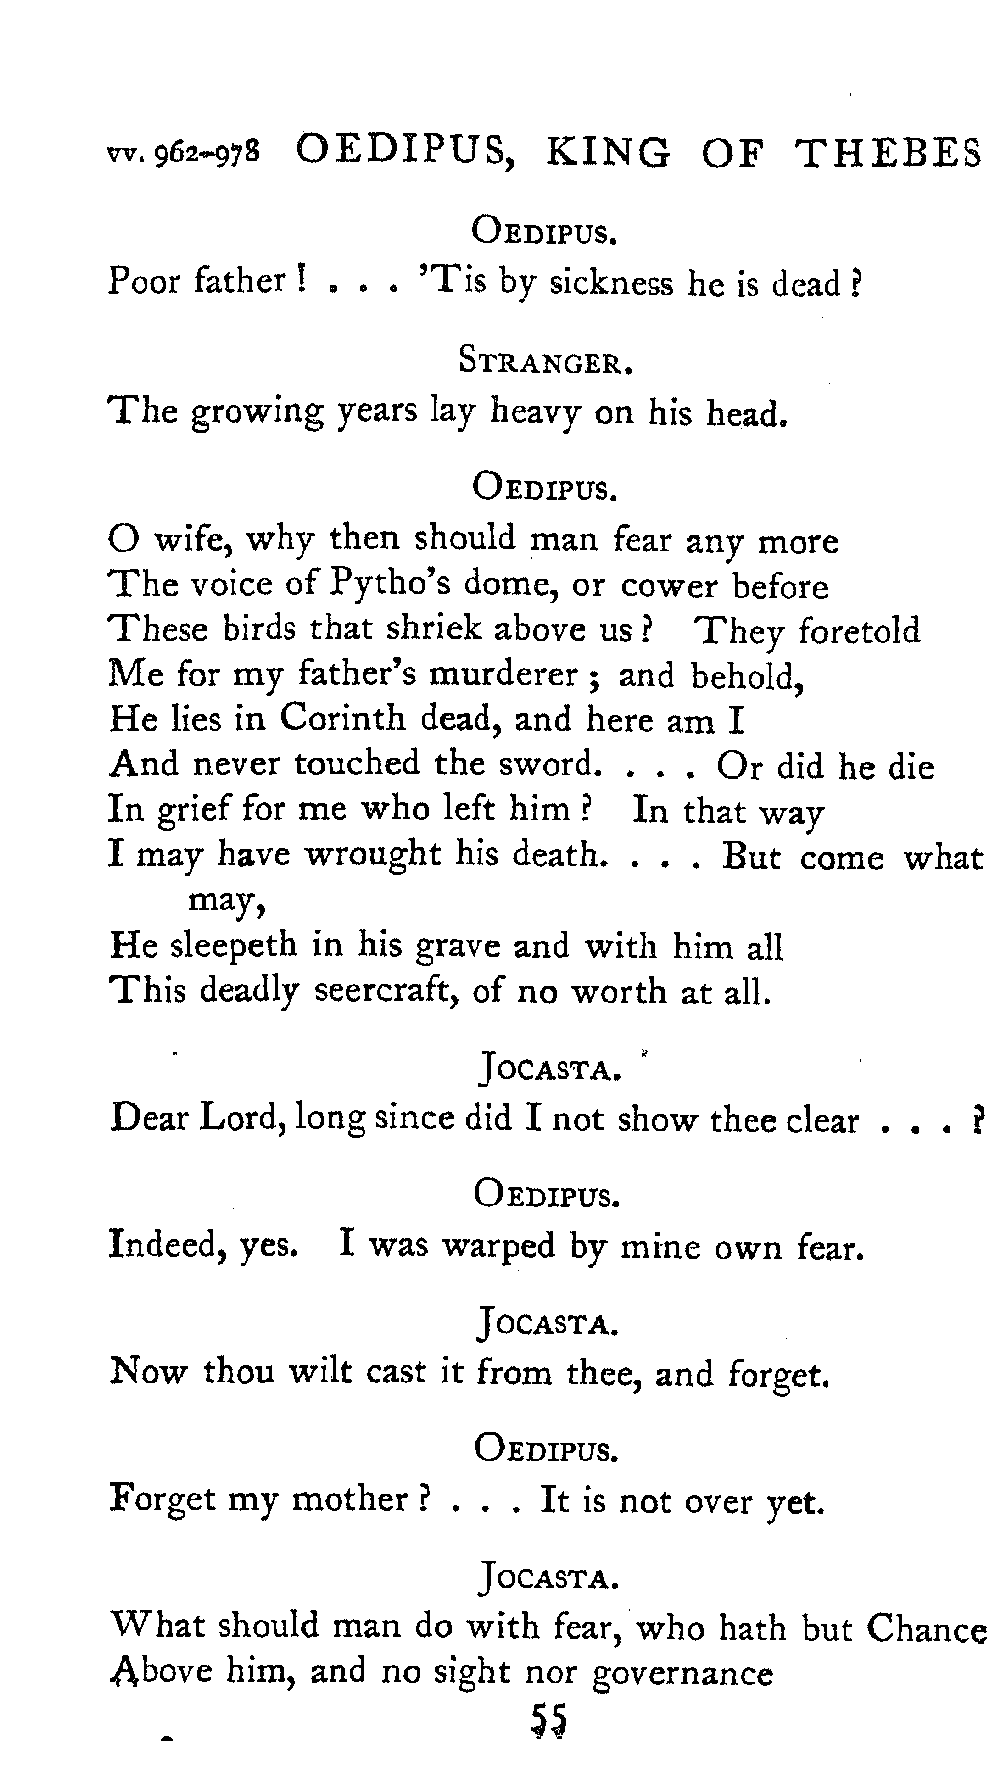 vv. 962-978 OEDIPUS, KING OF THEBES
OEDIPUS.
Poor father! . . . 'Tis by sickness he is dead?
STRANGER.
The growing years lay heavy on his head.
OEDIPUS.
O wife, why then should man fear any more
The voice of Pytho's dome, or cower before
These birds that shriek above us? They foretold
Me for my father's murderer; and behold,
He lies in Corinth dead, and here am I
And never touched the sword. . . . Or did he die
In grief for me who left him? In that way
I may have wrought his death. . . . But come what
may,
He sleepeth in his grave and with him all
This deadly seercraft, of no worth at all.
JOCASTA.
Dear Lord, long since did I not show thee clear . . . ?
OEDIPUS.
Indeed, yes. I was warped by mine own fear.
JOCASTA.
Now thou wilt cast it from thee, and forget.
OEDIPUS.
Forget my mother? . . . It is not over yet.
JOCASTA.
What should man do with fear, who hath but Chance
Above him, and no sight nor governance
55